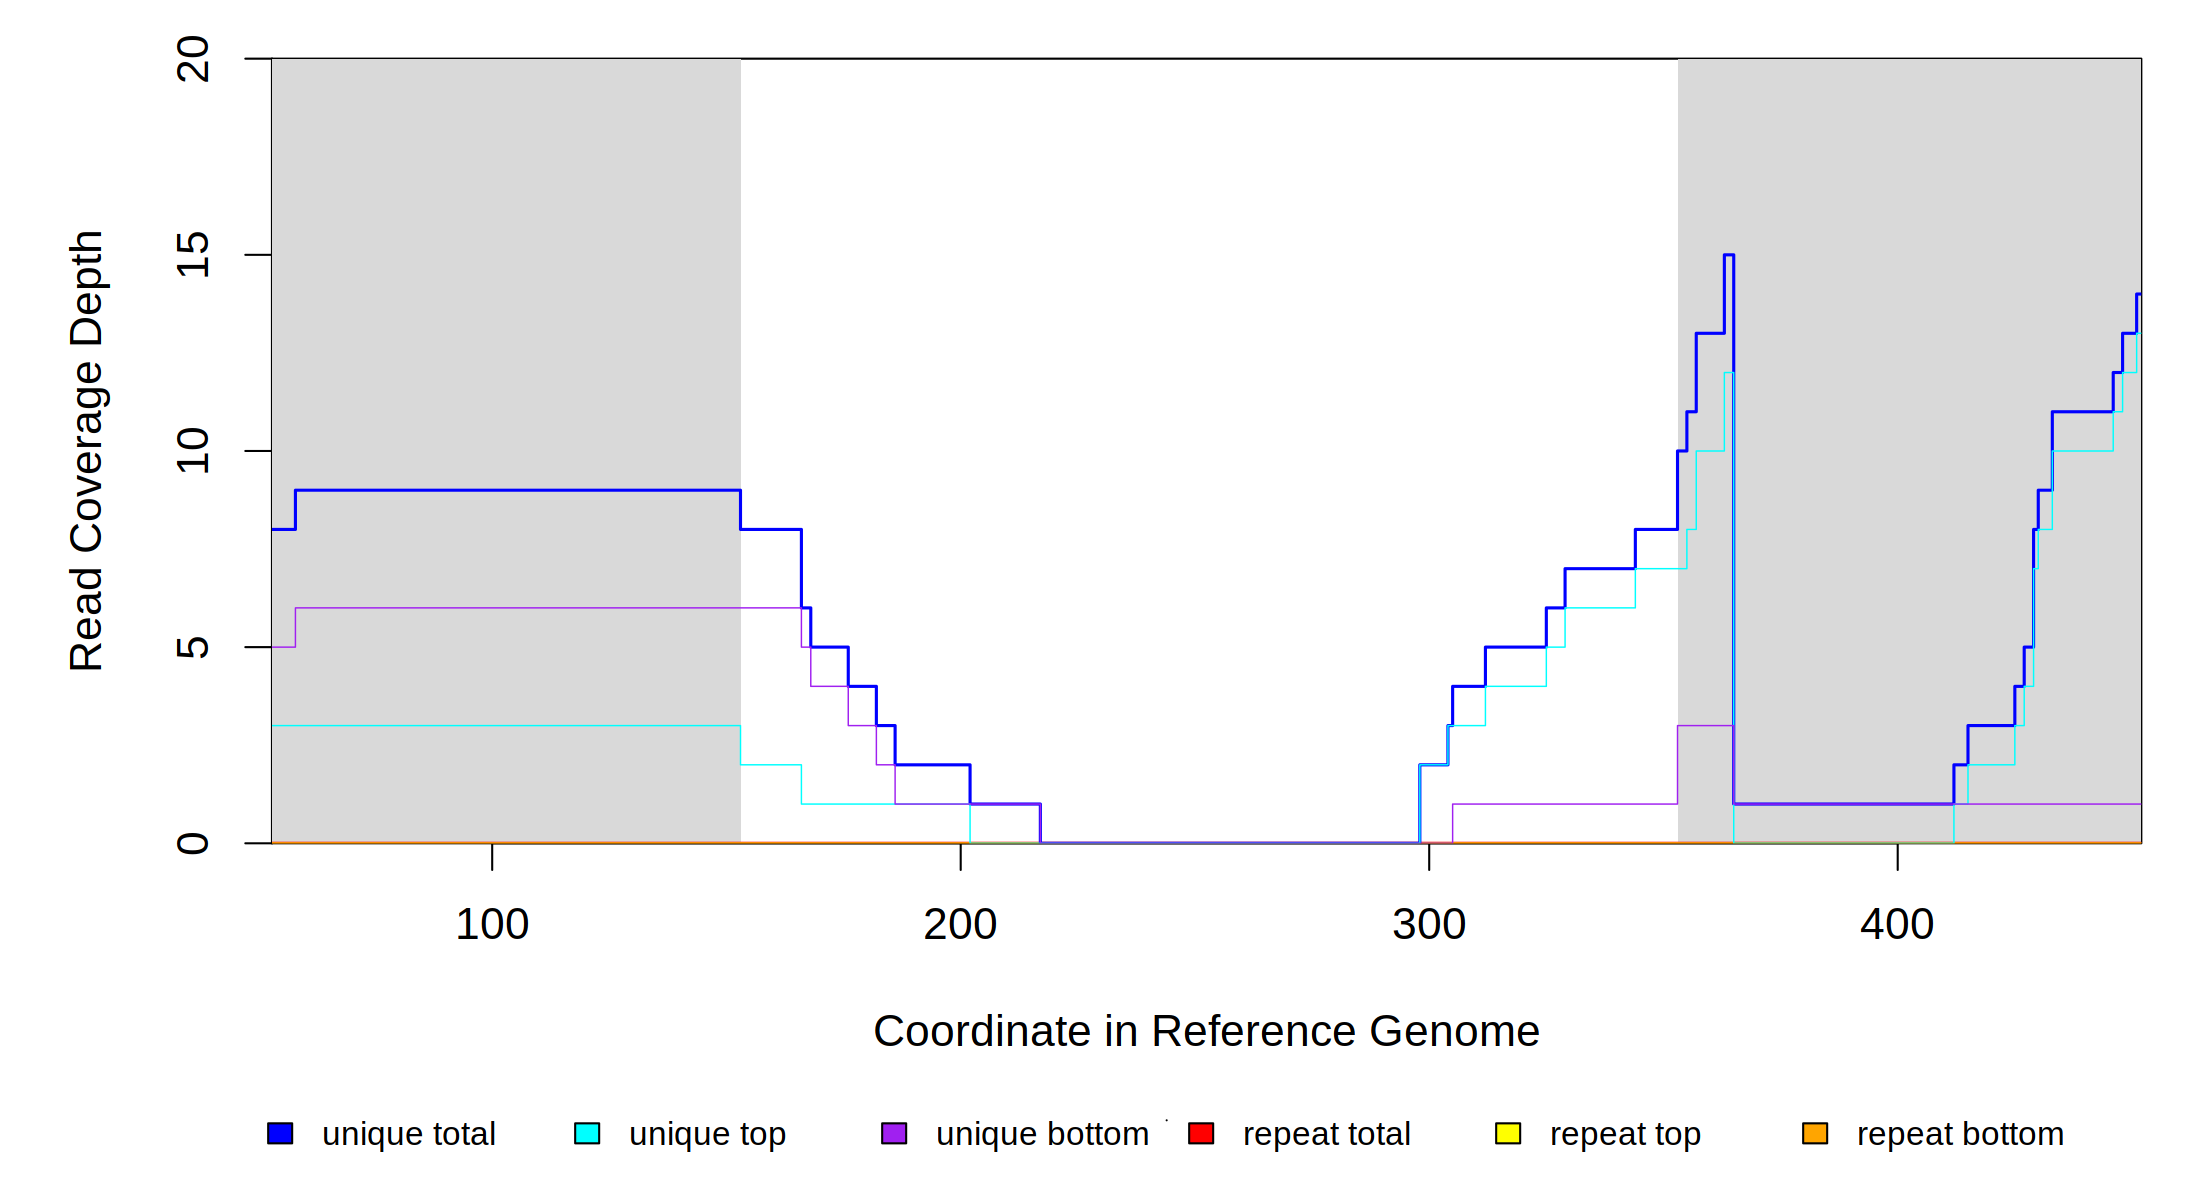 20
15
10
5
0
Read Coverage Depth
100 200 300 400
Coordinate in Reference Genome
unique total unique top unique bottom repeat total repeat top repeat bottom